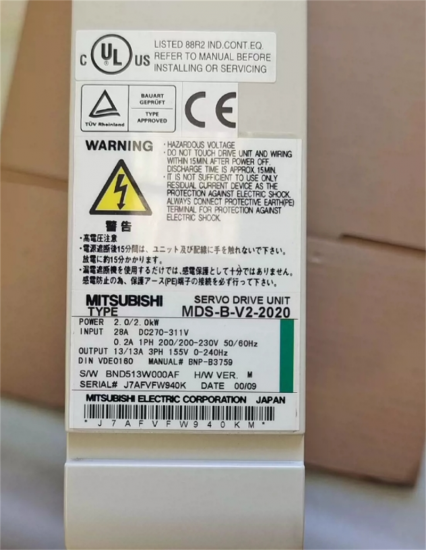 C UL US
LISTED 88R2 IND.CONT.EQ.
REFER TO MANUAL BEFORE
INSTALLING OR SERVICING
TÜV Rheinland
BAUART
GEPRÜFT
TYPE
APPROVED
CE
WARNING
・HAZARDOUS VOLTAGE
・DO NOT TOUCH DRIVE UNIT AND WIRING
WITHIN 15MIN. AFTER POWER OFF.
DISCHARGE TIME IS APPROX.15MIN.
・IT IS NOT SUFFICIENT TO USE ONLY
RESIDUAL CURRENT DEVICE AS THE
PROTECTION AGAINST ELECTRIC SHOCK.
ALWAYS CONNECT PROTECTIVE EARTH(PE)
TERMINAL FOR PROTECTION AGAINST
ELECTRIC SHOCK.
警告
・高電圧注意
・電源遮断後15分間は、ユニット及び配線に手を触れないで下さい。
放電に約15分かかります。
・漏電遮断機を使用するだけでは、感電保護として十分ではありません。
感電防止の為、保護アース(PE)端子の接続を必ず行って下さい。
MITSUBISHI SERVO DRIVE UNIT
TYPE MDS-B-V2-2020
POWER 2.0/2.0kW
INPUT 28A DC270-311V
0.2A 1PH 200/200-230V 50/60Hz
OUTPUT 13/13A 3PH 155V 0-240Hz
DIN VDE0160 MANUAL# BNP-B3759
S/W BND513W000AF H/W VER. M
SERIAL# J7AFVFW940K DATE 00/09
MITSUBISHI ELECTRIC CORPORATION JAPAN
*J7AFVFW940KM*